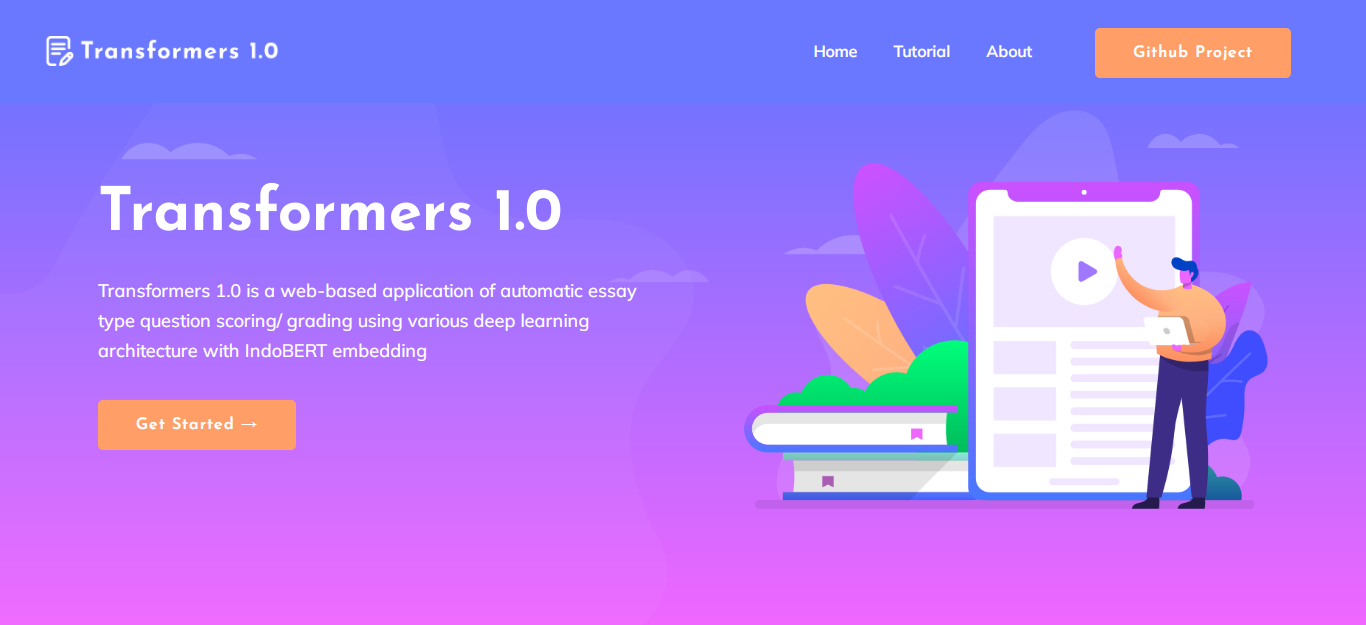 Transformers 1.0
Home
Tutorial
About
Github Project
Transformers 1.0
Transformers 1.0 is a web-based application of automatic essay
type question scoring/ grading using various deep learning
architecture with IndoBERT embedding
Get Started →